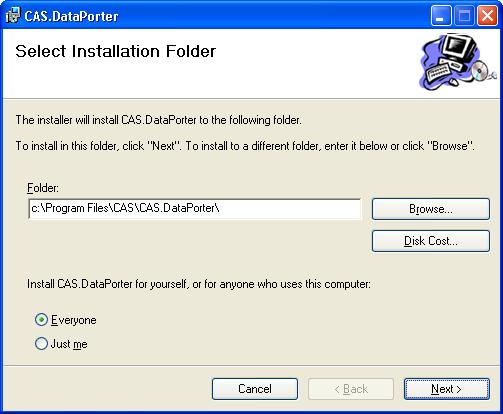 CAS.DataPorter
Select Installation Folder
The installer will install CAS.DataPorter to the following folder.
To install in this folder, click "Next". To install to a different folder, enter it below or click "Browse".
Folder:
c:\Program Files\CAS\CAS.DataPorter\
Browse...
Disk Cost...
Install CAS.DataPorter for yourself, or for anyone who uses this computer:
Everyone
Just me
Cancel
< Back
Next >